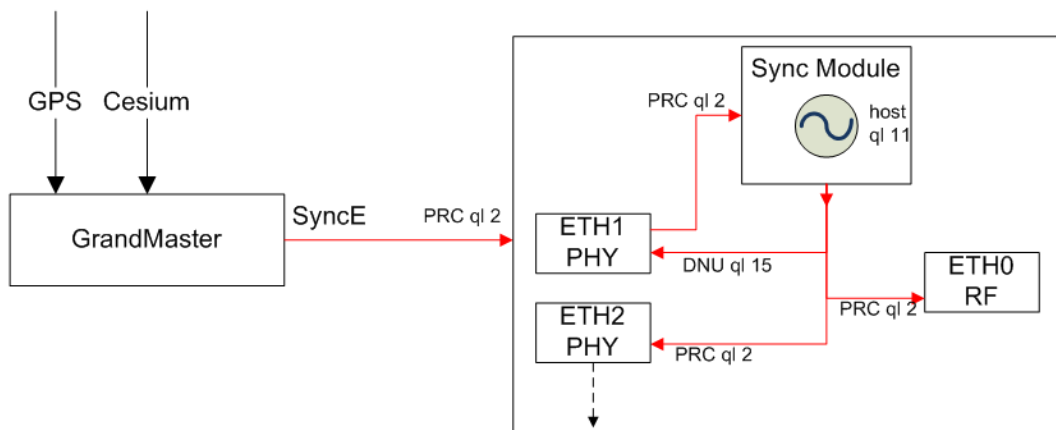 GPS
Cesium
GrandMaster
SyncE
PRC ql 2
Sync Module
host
ql 11
PRC ql 2
ETH1
PHY
DNU ql 15
ETH0
RF
PRC ql 2
ETH2
PHY
PRC ql 2